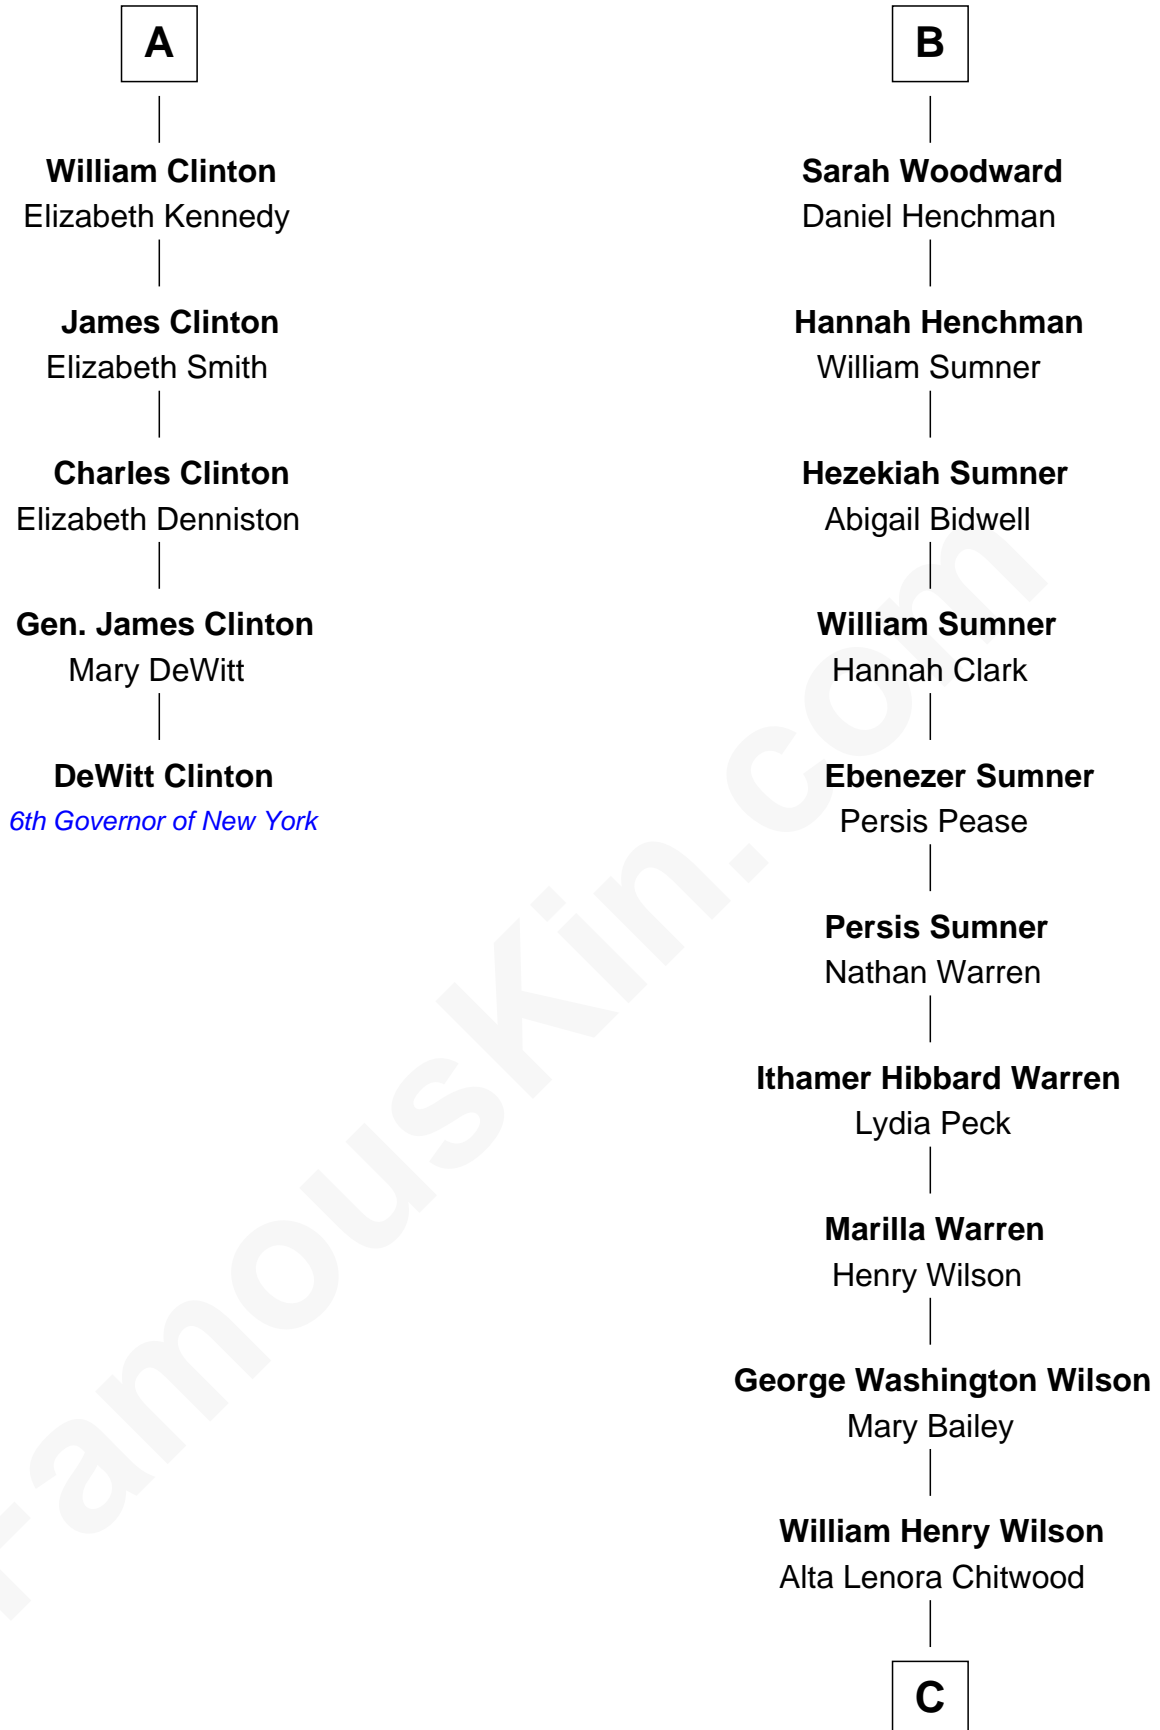 A
William Clinton
Elizabeth Kennedy
James Clinton
Elizabeth Smith
Charles Clinton
Elizabeth Denniston
Gen. James Clinton
Mary DeWitt
DeWitt Clinton
6th Governor of New York
B
Sarah Woodward
Daniel Henchman
Hannah Henchman
William Sumner
Hezekiah Sumner
Abigail Bidwell
William Sumner
Hannah Clark
Ebenezer Sumner
Persis Pease
Persis Sumner
Nathan Warren
Ithamer Hibbard Warren
Lydia Peck
Marilla Warren
Henry Wilson
George Washington Wilson
Mary Bailey
William Henry Wilson
Alta Lenora Chitwood
C
FamousKin.com